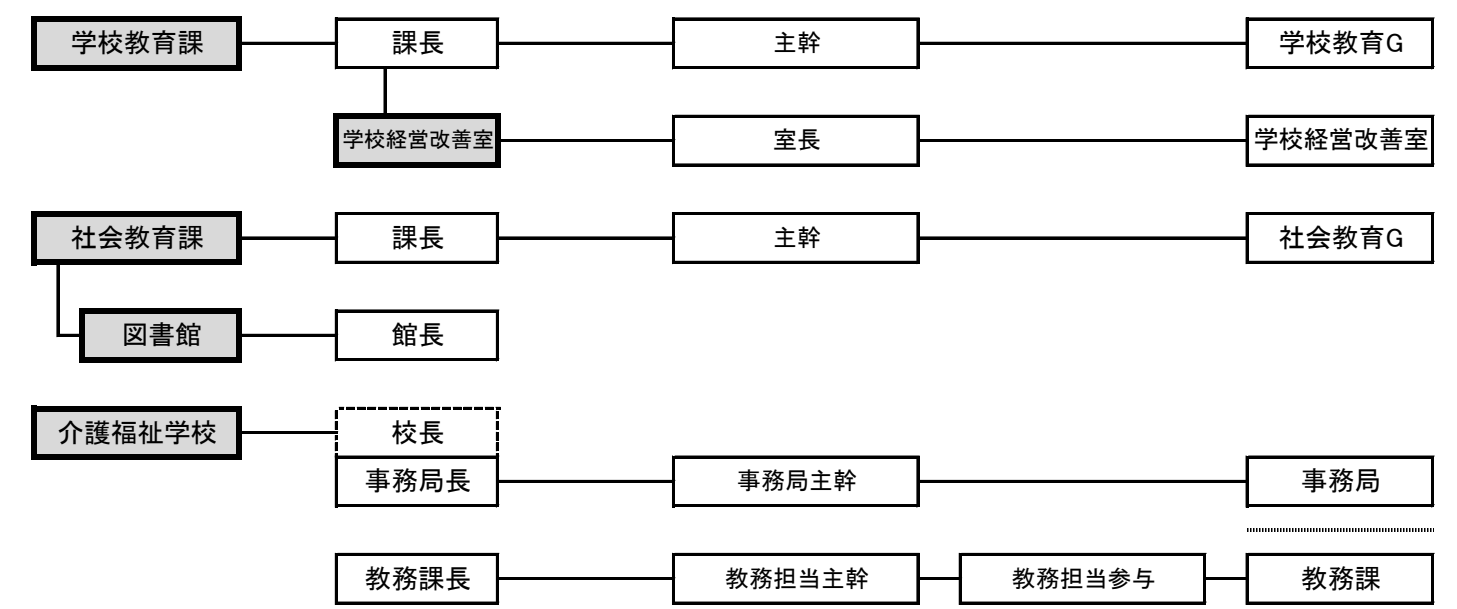 学校教育課 課長 主幹 学校教育G
学校経営改善室 室長 学校経営改善室
社会教育課 課長 主幹 社会教育G
図書館 館長
介護福祉学校 校長
事務局長 事務局主幹 事務局
教務課長 教務担当主幹 教務担当参与 教務課